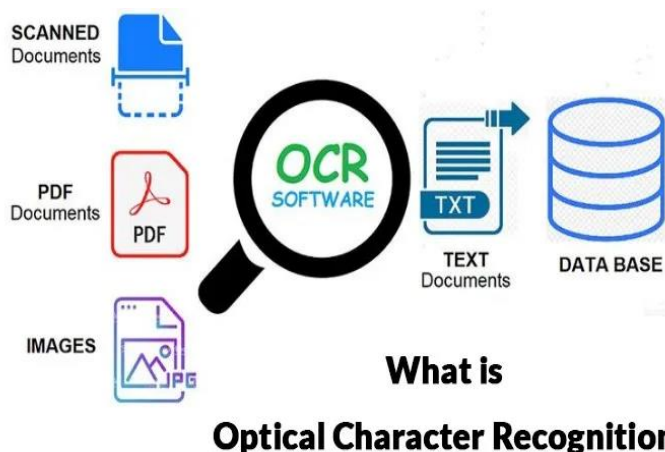 SCANNED
Documents
PDF
Documents
PDF
IMAGES
JPG
OCR
SOFTWARE
TXT
TEXT
Documents
DATA BASE
What is
Optical Character Recognition